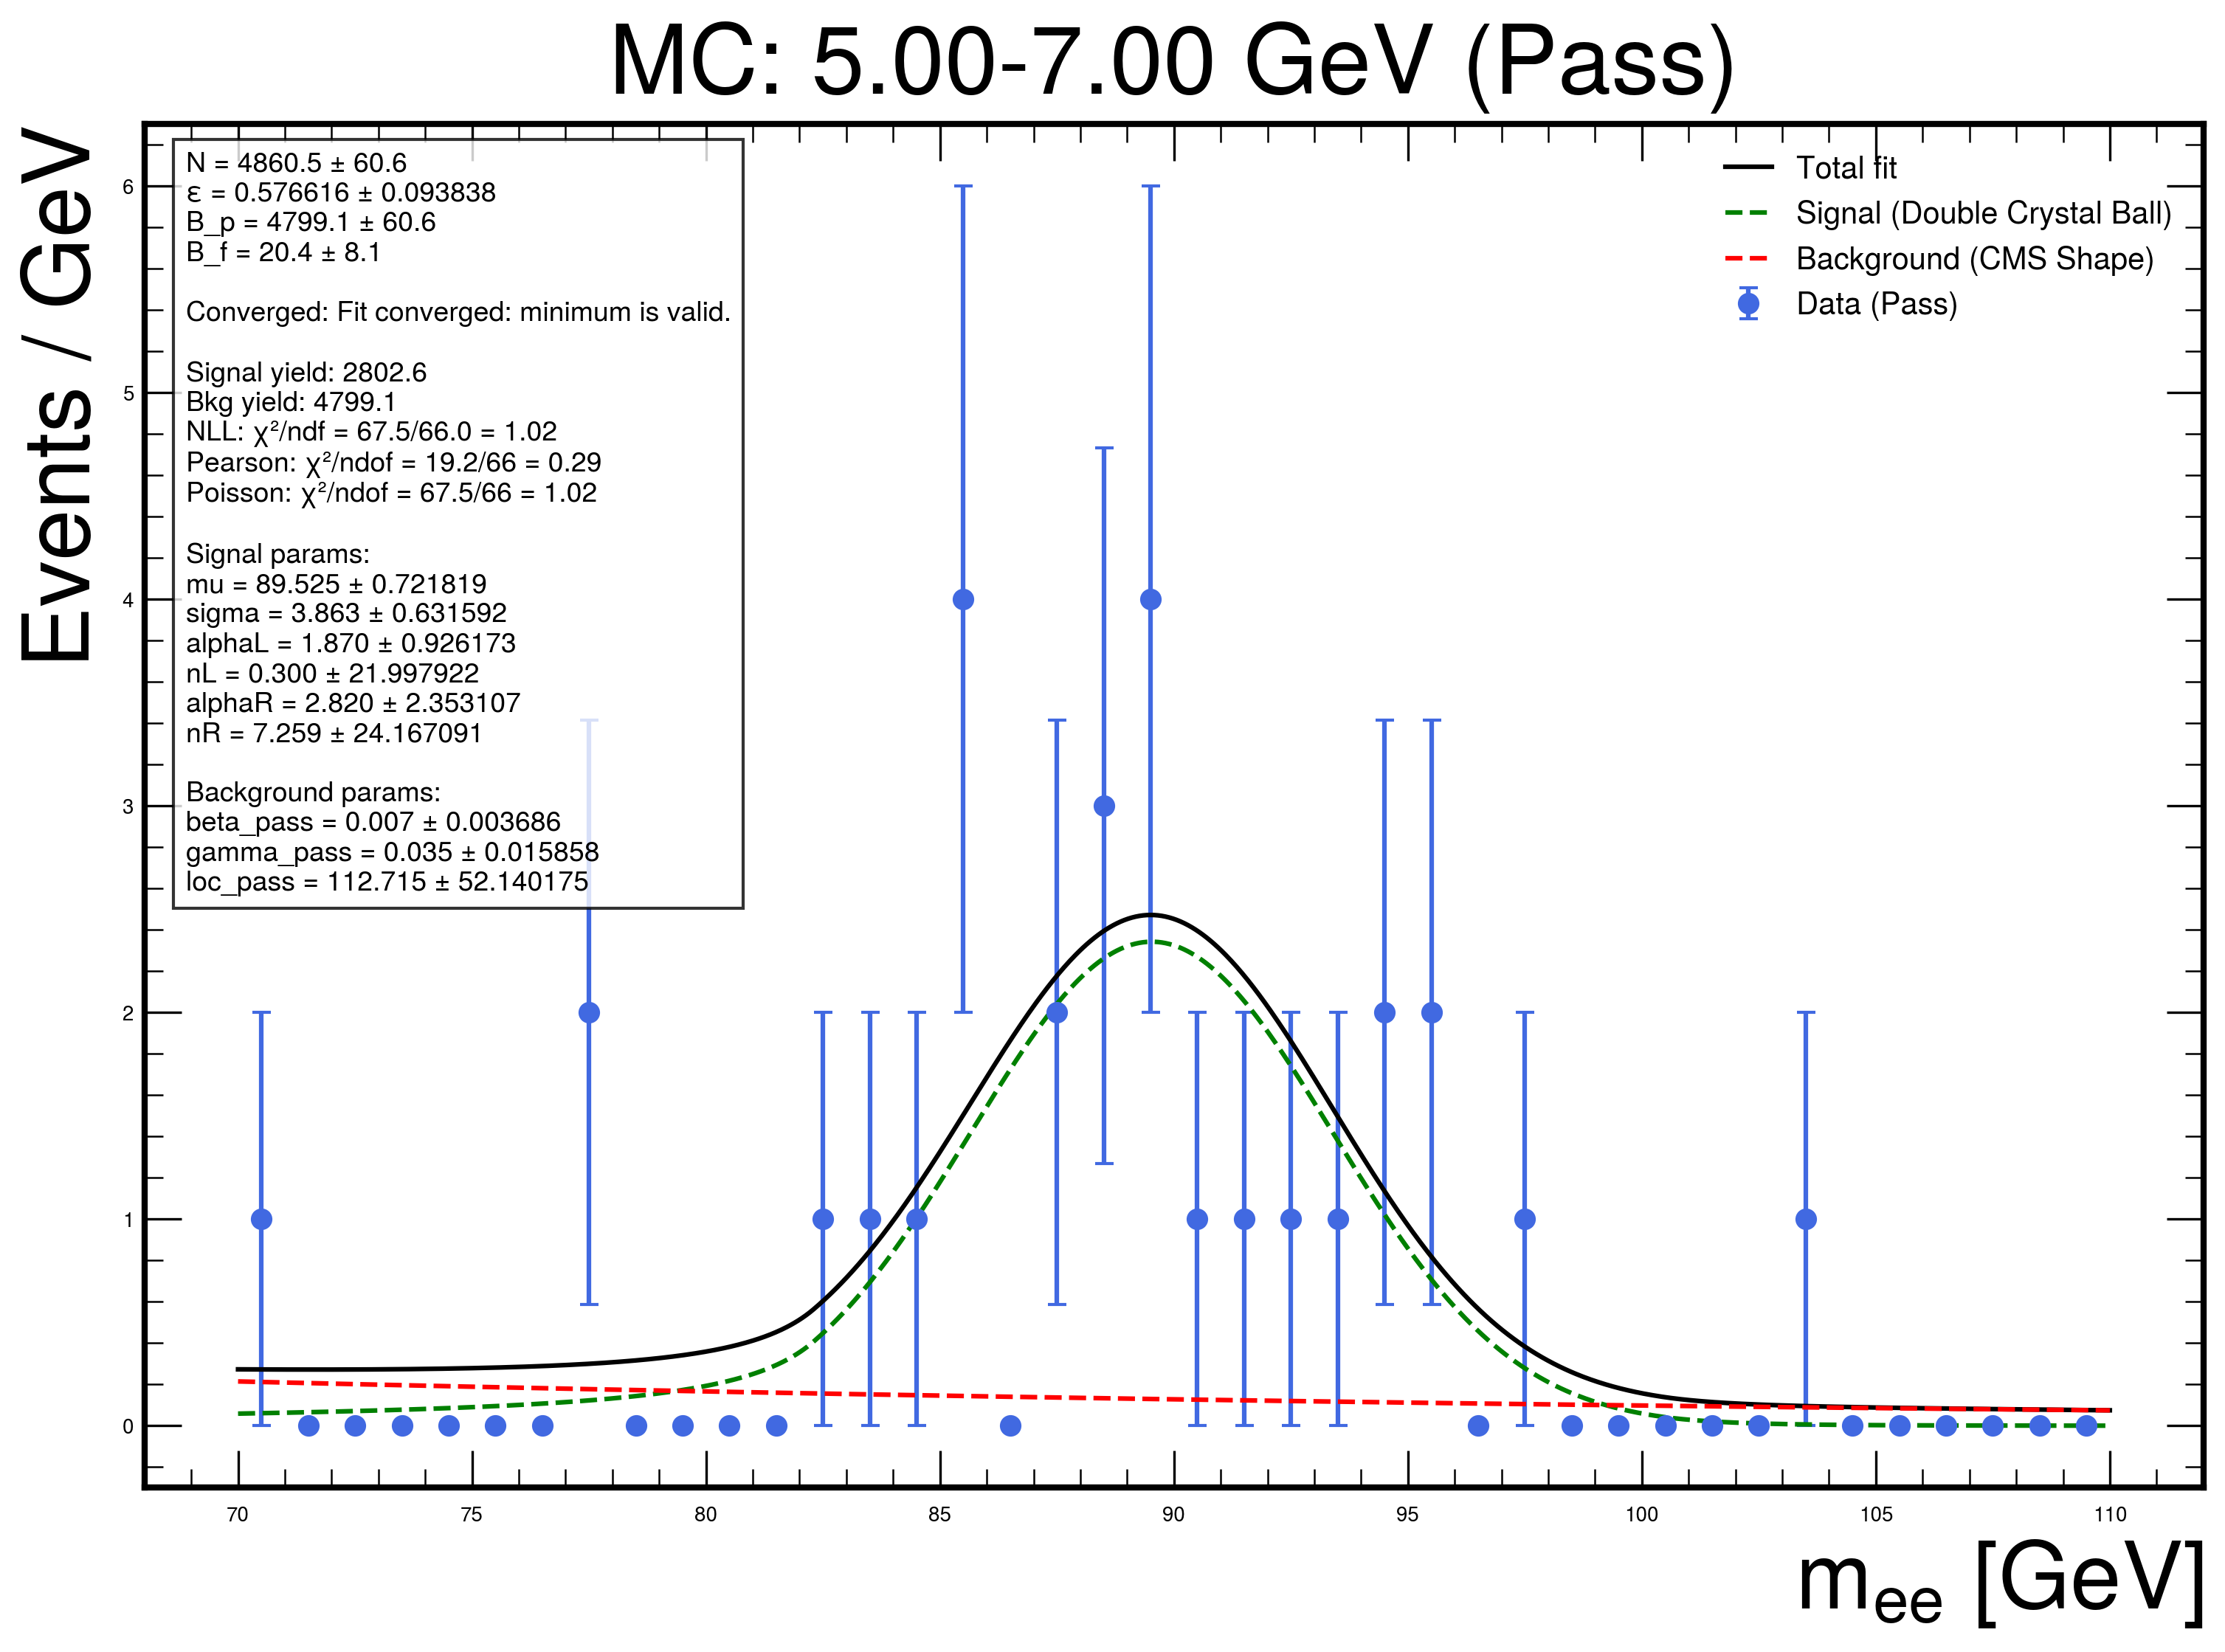 MC: 5.00-7.00 GeV (Pass)
Events / GeV
N = 4860.5 ± 60.6
ε = 0.576616 ± 0.093838
B_p = 4799.1 ± 60.6
B_f = 20.4 ± 8.1
Converged: Fit converged: minimum is valid.
Signal yield: 2802.6
Bkg yield: 4799.1
NLL: χ²/ndf = 67.5/66.0 = 1.02
Pearson: χ²/ndof = 19.2/66 = 0.29
Poisson: χ²/ndof = 67.5/66 = 1.02
Signal params:
mu = 89.525 ± 0.721819
sigma = 3.863 ± 0.631592
alphaL = 1.870 ± 0.926173
nL = 0.300 ± 21.997922
alphaR = 2.820 ± 2.353107
nR = 7.259 ± 24.167091
Background params:
beta_pass = 0.007 ± 0.003686
gamma_pass = 0.035 ± 0.015858
loc_pass = 112.715 ± 52.140175
Total fit
Signal (Double Crystal Ball)
Background (CMS Shape)
Data (Pass)
6
5
4
3
2
1
0
70 75 80 85 90 95 100 105 110
m_ee [GeV]